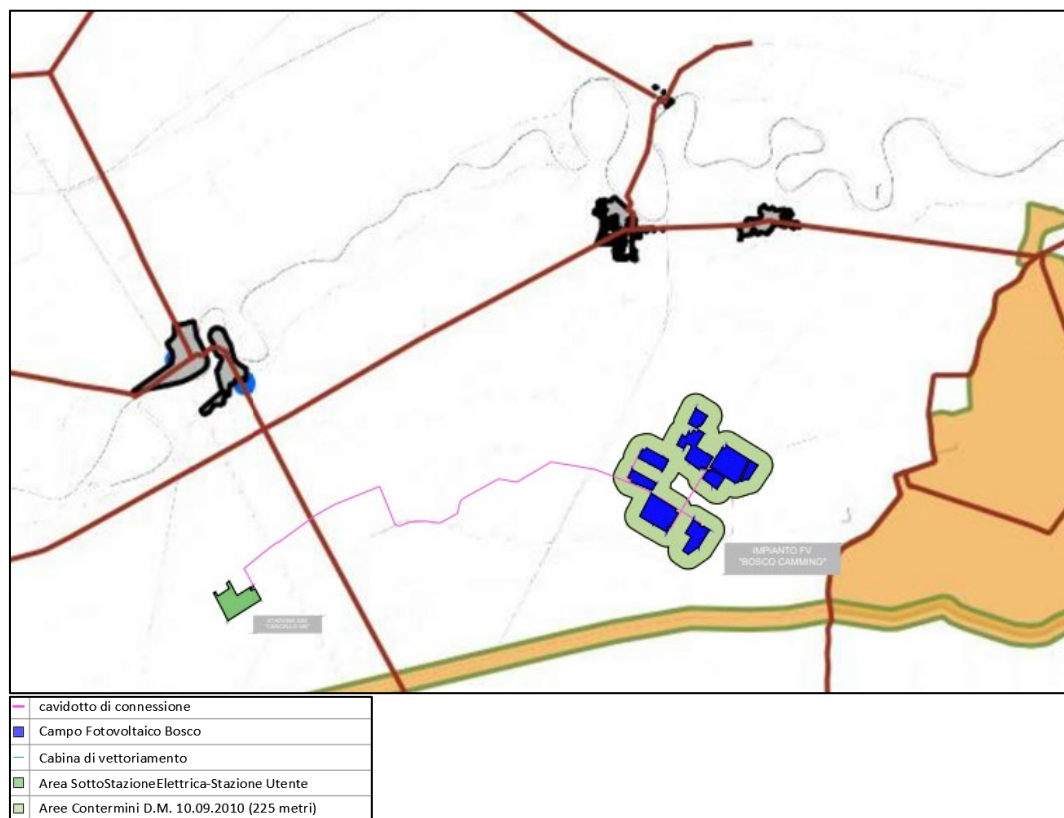 IMPIANTO FV
"BOSCO CAMMINO"
cavidotto di connessione
Campo Fotovoltaico Bosco
Cabina di vettoriamento
Area SottoStazioneElettrica-Stazione Utente
Aree Contermini D.M. 10.09.2010 (225 metri)